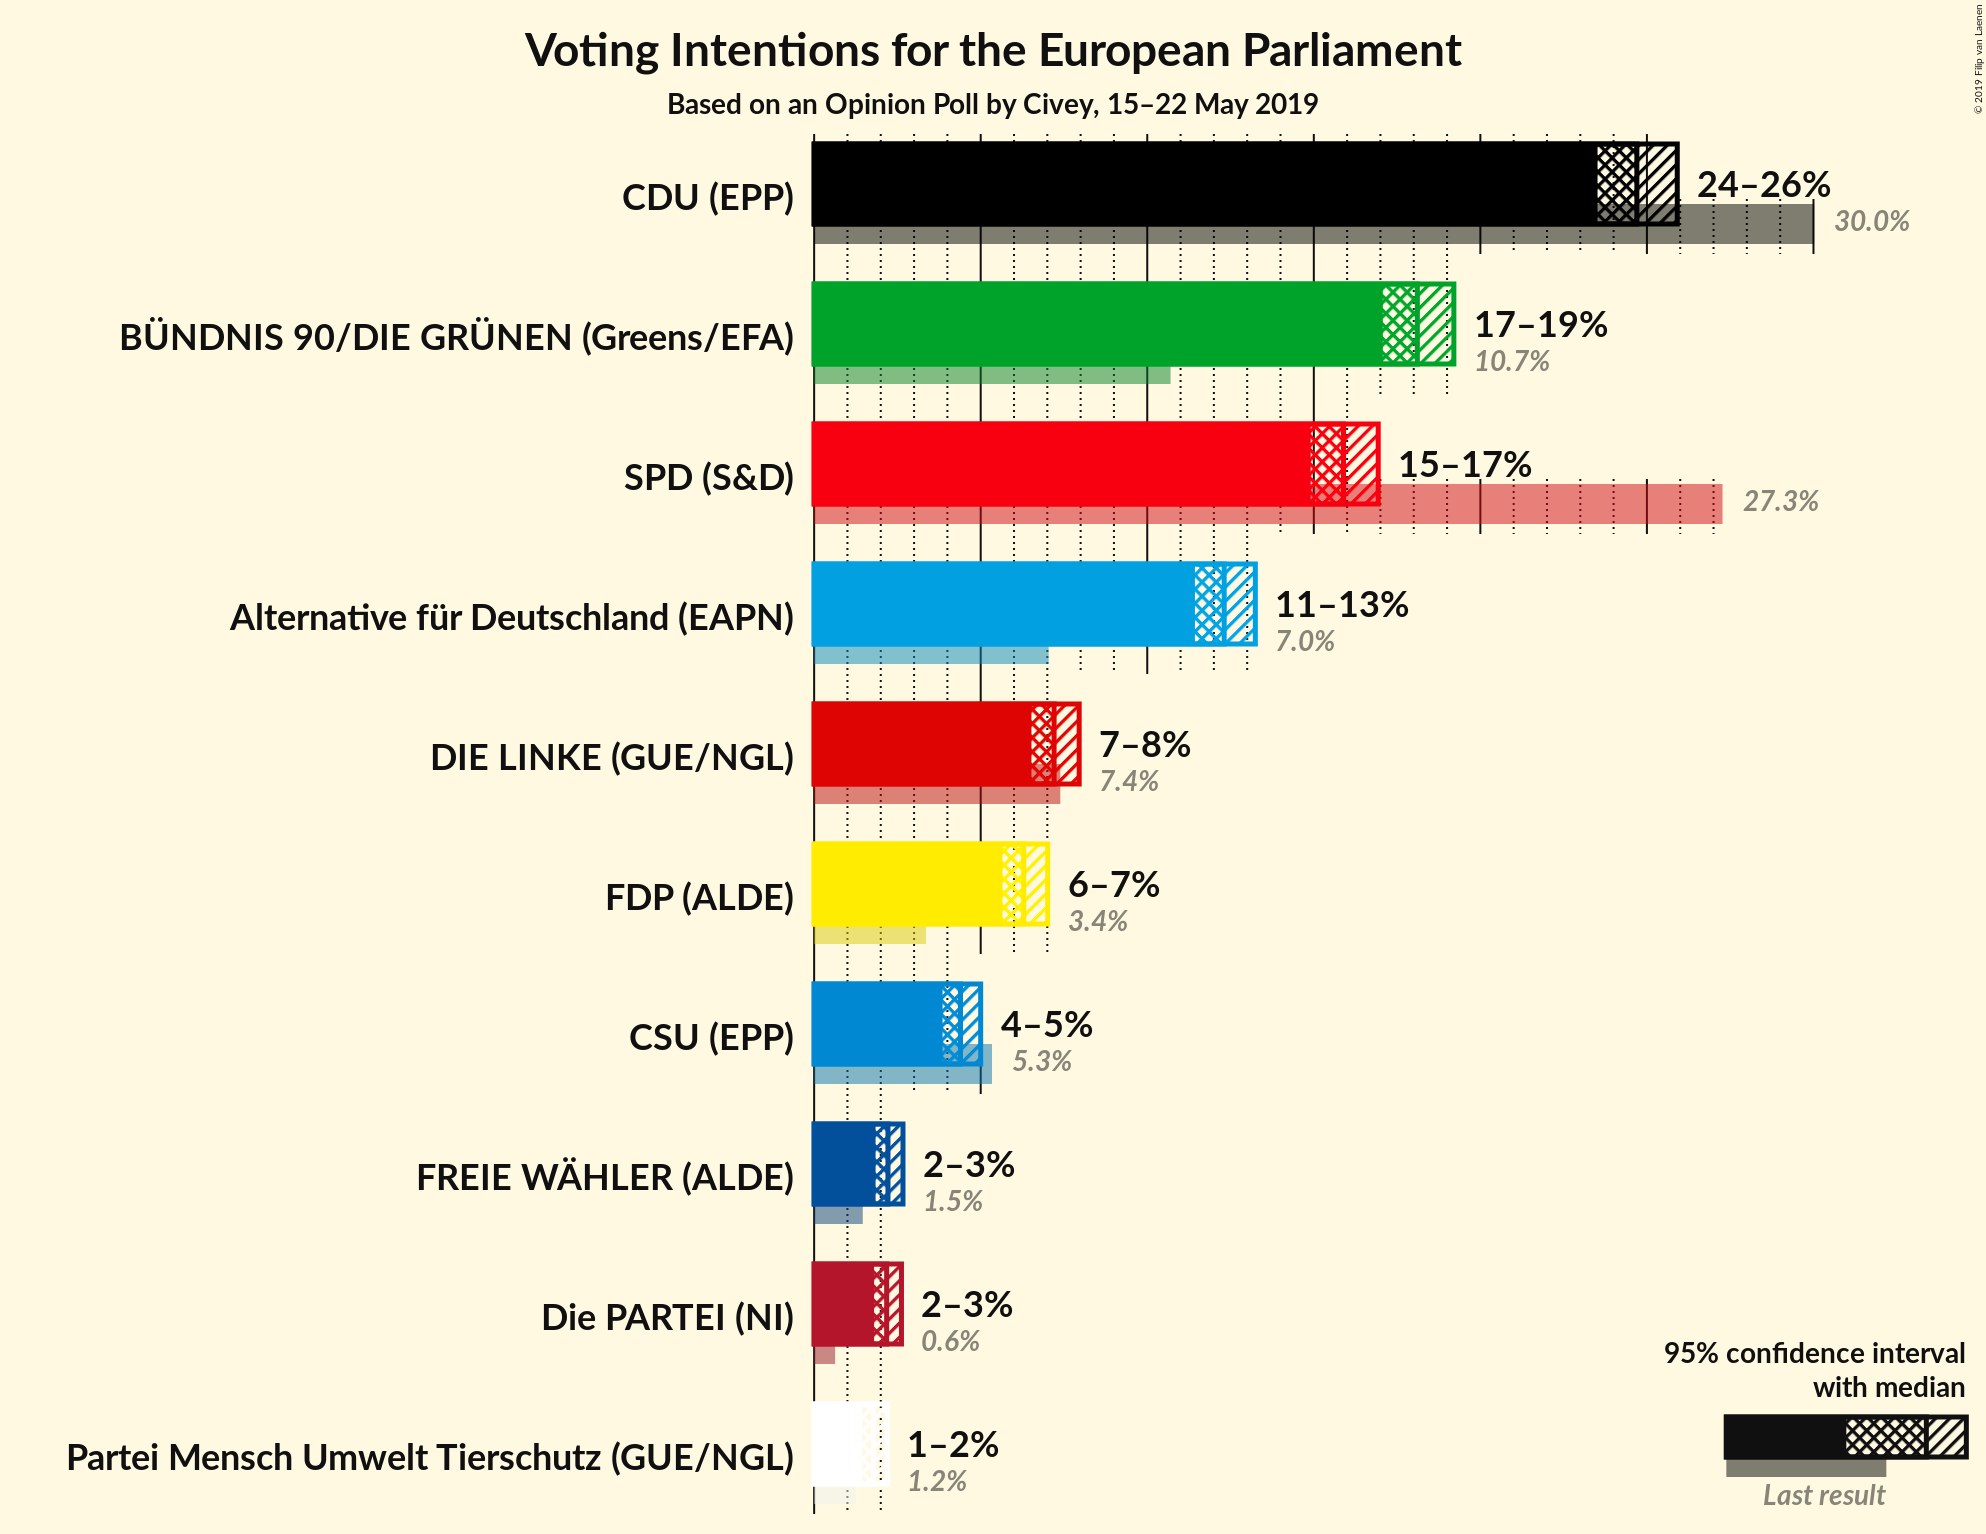 Voting Intentions for the European Parliament
Based on an Opinion Poll by Civey, 15–22 May 2019
© 2019 Filip van Laenen
CDU (EPP)
24–26%
30.0%
BÜNDNIS 90/DIE GRÜNEN (Greens/EFA)
17–19%
10.7%
SPD (S&D)
15–17%
27.3%
Alternative für Deutschland (EAPN)
11–13%
7.0%
DIE LINKE (GUE/NGL)
7–8%
7.4%
FDP (ALDE)
6–7%
3.4%
CSU (EPP)
4–5%
5.3%
FREIE WÄHLER (ALDE)
2–3%
1.5%
Die PARTEI (NI)
2–3%
0.6%
Partei Mensch Umwelt Tierschutz (GUE/NGL)
1–2%
1.2%
95% confidence interval
with median
Last result